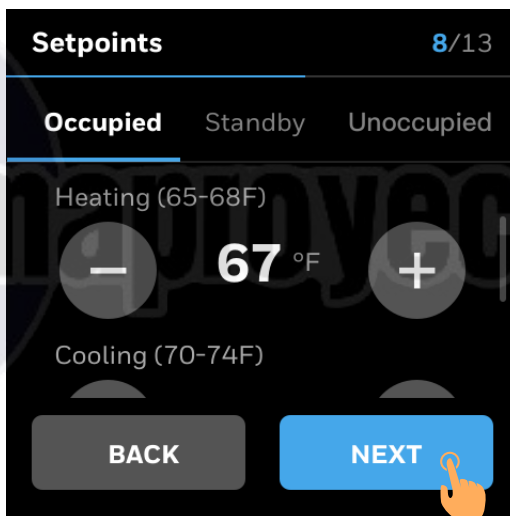 Setpoints 8/13
Occupied Standby Unoccupied
Heating (65-68F)
− 67 °F +
Cooling (70-74F)
BACK NEXT